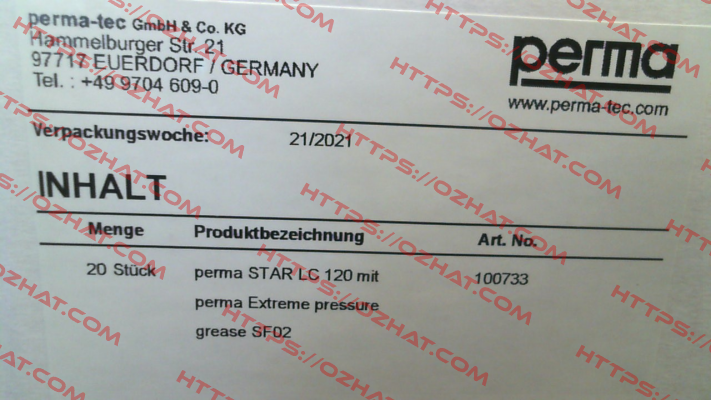 perma-tec GmbH & Co. KG
Hammelburger Str. 21
97717 EUERDORF / GERMANY
Tel. : +49 9704 609-0
perma
www.perma-tec.com
Verpackungswoche: 21/2021
INHALT
Menge Produktbezeichnung Art. No.
20 Stück perma STAR LC 120 mit 100733
perma Extreme pressure
grease SF02
HTTPS://OZHAT.COM